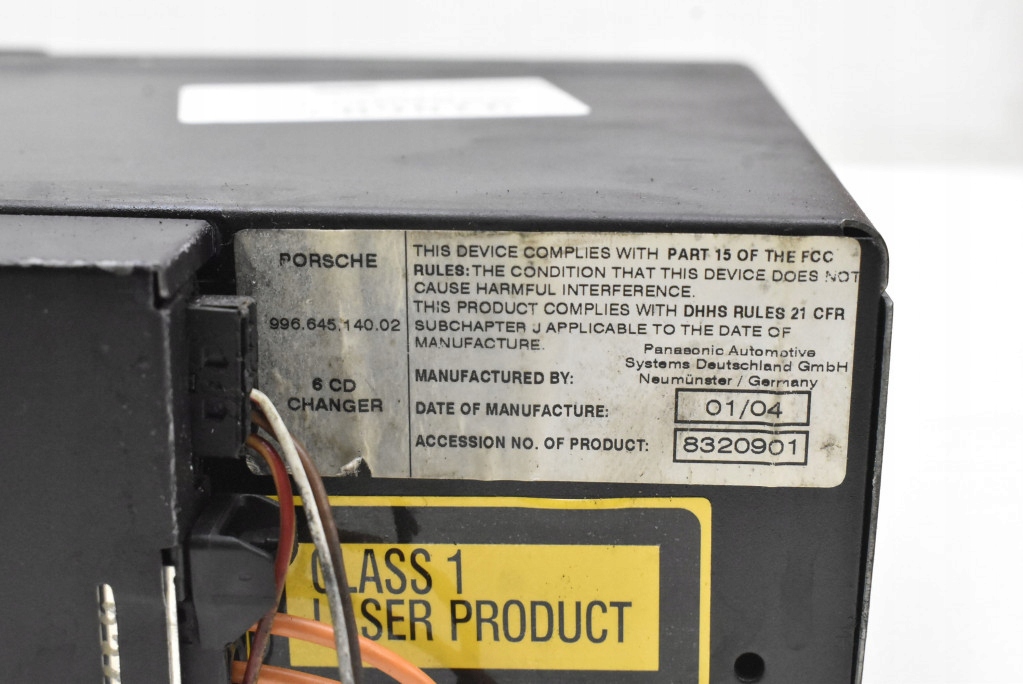 PORSCHE
996.645.140.02
6 CD
CHANGER
THIS DEVICE COMPLIES WITH PART 15 OF THE FCC
RULES: THE CONDITION THAT THIS DEVICE DOES NOT
CAUSE HARMFUL INTERFERENCE.
THIS PRODUCT COMPLIES WITH DHHS RULES 21 CFR
SUBCHAPTER J APPLICABLE TO THE DATE OF
MANUFACTURE.
Panasonic Automotive
Systems Deutschland GmbH
MANUFACTURED BY: Neumünster / Germany
DATE OF MANUFACTURE: 01/04
ACCESSION NO. OF PRODUCT: 8320901
CLASS 1
LASER PRODUCT